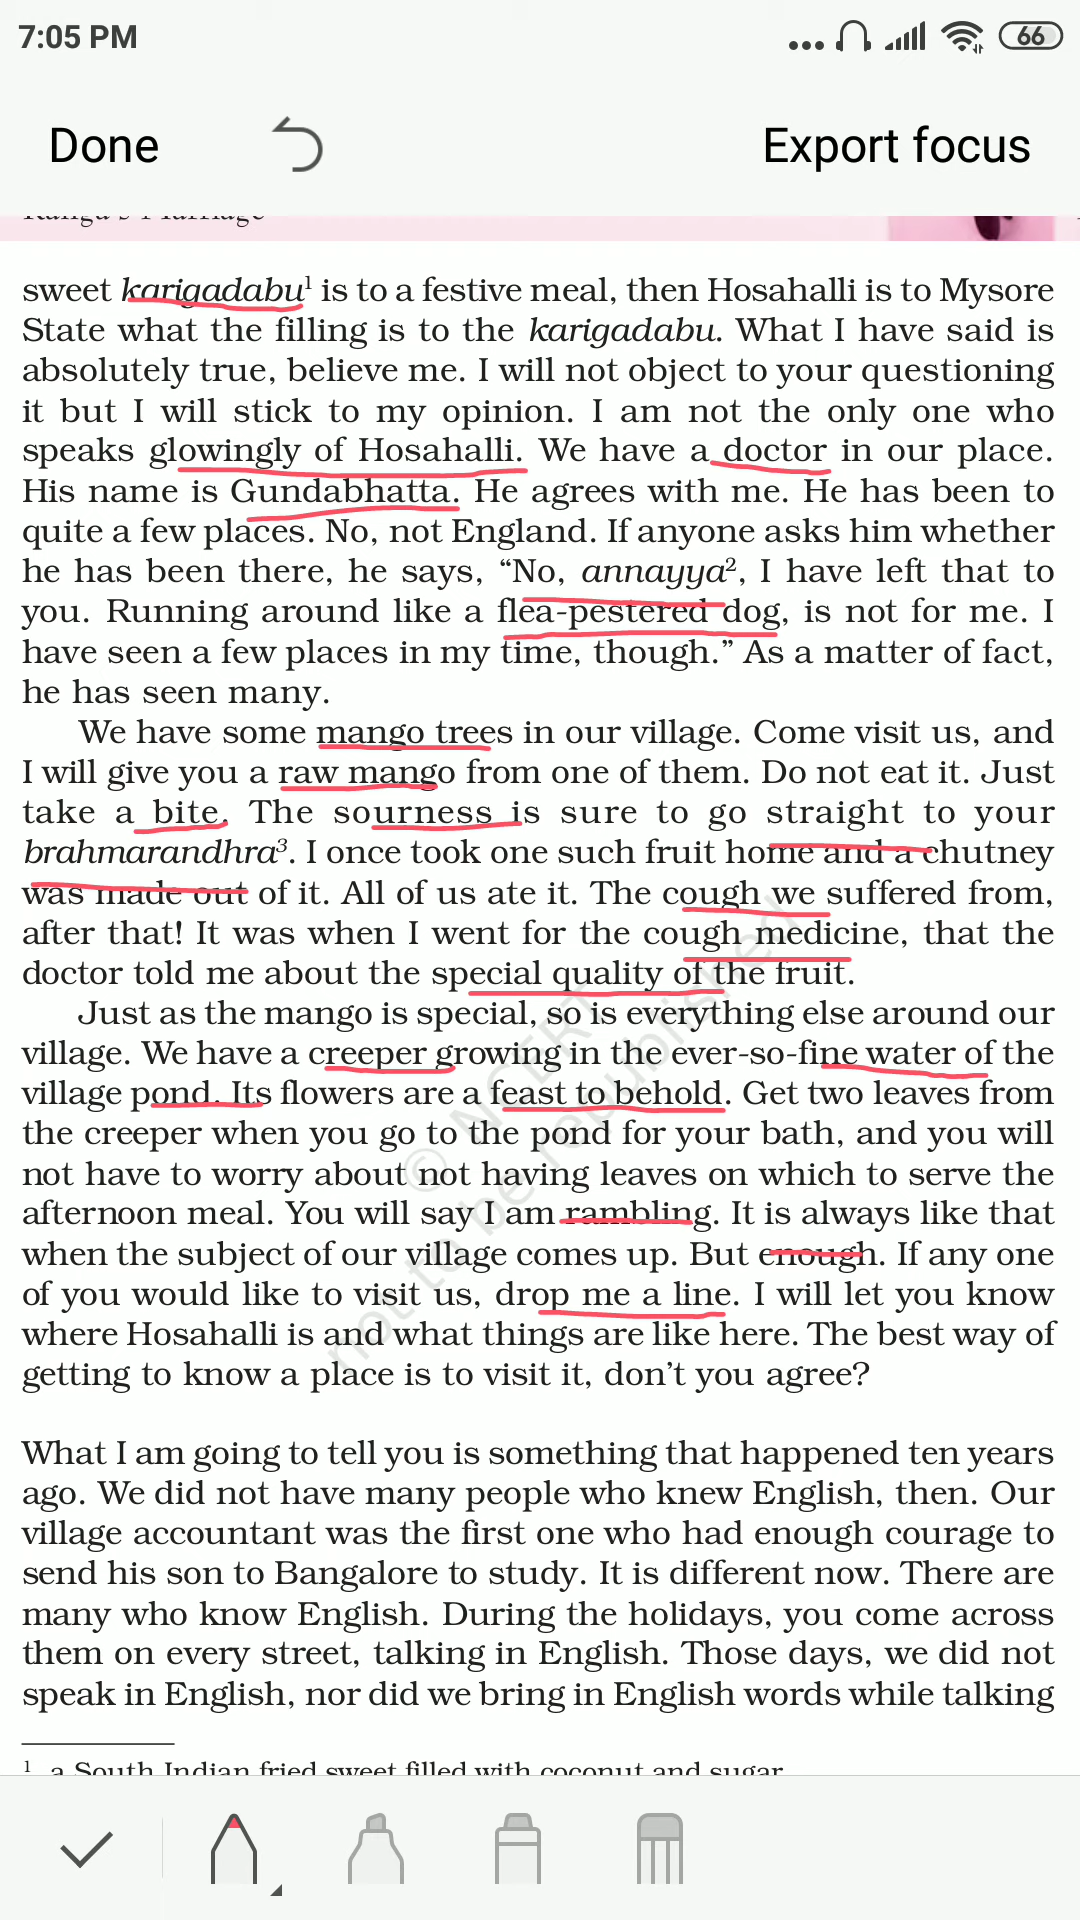 7:05 PM
66
Done
Export focus
Ranga's Marriage
sweet karigadabu¹ is to a festive meal, then Hosahalli is to Mysore
State what the filling is to the karigadabu. What I have said is
absolutely true, believe me. I will not object to your questioning
it but I will stick to my opinion. I am not the only one who
speaks glowingly of Hosahalli. We have a doctor in our place.
His name is Gundabhatta. He agrees with me. He has been to
quite a few places. No, not England. If anyone asks him whether
he has been there, he says, “No, annayya², I have left that to
you. Running around like a flea-pestered dog, is not for me. I
have seen a few places in my time, though.” As a matter of fact,
he has seen many.
We have some mango trees in our village. Come visit us, and
I will give you a raw mango from one of them. Do not eat it. Just
take a bite. The sourness is sure to go straight to your
brahmarandhra³. I once took one such fruit home and a chutney
was made out of it. All of us ate it. The cough we suffered from,
after that! It was when I went for the cough medicine, that the
doctor told me about the special quality of the fruit.
Just as the mango is special, so is everything else around our
village. We have a creeper growing in the ever-so-fine water of the
village pond. Its flowers are a feast to behold. Get two leaves from
the creeper when you go to the pond for your bath, and you will
not have to worry about not having leaves on which to serve the
afternoon meal. You will say I am rambling. It is always like that
when the subject of our village comes up. But enough. If any one
of you would like to visit us, drop me a line. I will let you know
where Hosahalli is and what things are like here. The best way of
getting to know a place is to visit it, don’t you agree?
What I am going to tell you is something that happened ten years
ago. We did not have many people who knew English, then. Our
village accountant was the first one who had enough courage to
send his son to Bangalore to study. It is different now. There are
many who know English. During the holidays, you come across
them on every street, talking in English. Those days, we did not
speak in English, nor did we bring in English words while talking
¹ a South Indian fried sweet filled with coconut and sugar
© NCERT
not to be republished